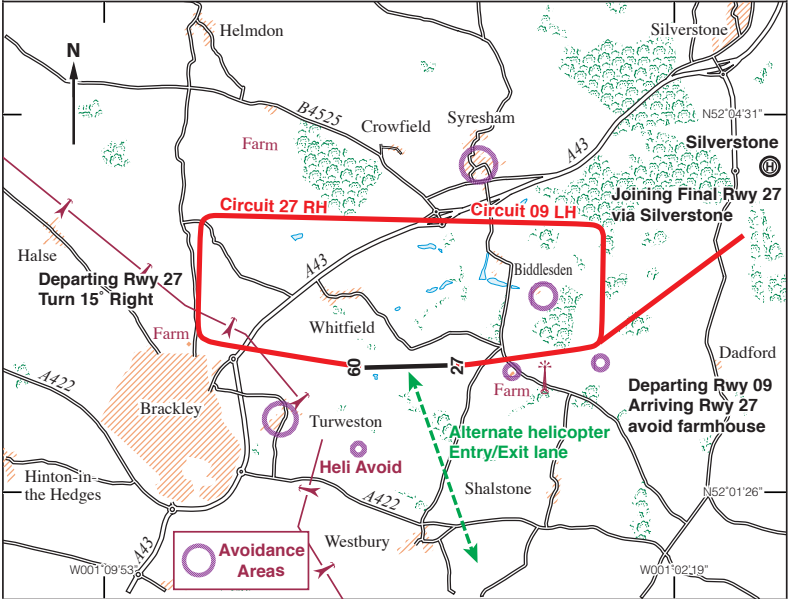 Helmdon
Silverstone
N
B4525
N52°04'31"
Crowfield
Syresham
Farm
A43
Silverstone
H
Circuit 27 RH
Circuit 09 LH
Joining Final Rwy 27
via Silverstone
Halse
A43
Biddlesden
Departing Rwy 27
Turn 15° Right
Whitfield
Farm
09
27
Dadford
A422
Farm
Departing Rwy 09
Arriving Rwy 27
avoid farmhouse
Brackley
Turweston
Alternate helicopter
Entry/Exit lane
Heli Avoid
Hinton-in-
the Hedges
Shalstone
N52°01'26"
A422
A43
Westbury
Avoidance
Areas
W001°09'53"
W001°02'19"